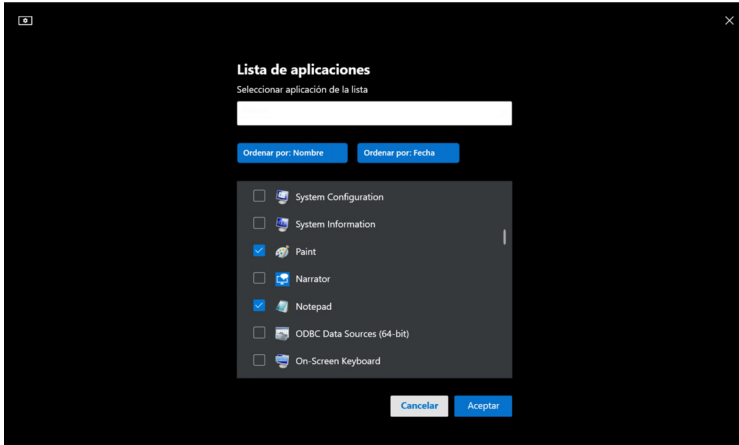 Lista de aplicaciones
Seleccionar aplicación de la lista
Ordenar por: Nombre
Ordenar por: Fecha
System Configuration
System Information
Paint
Narrator
Notepad
ODBC Data Sources (64-bit)
On-Screen Keyboard
Cancelar
Aceptar